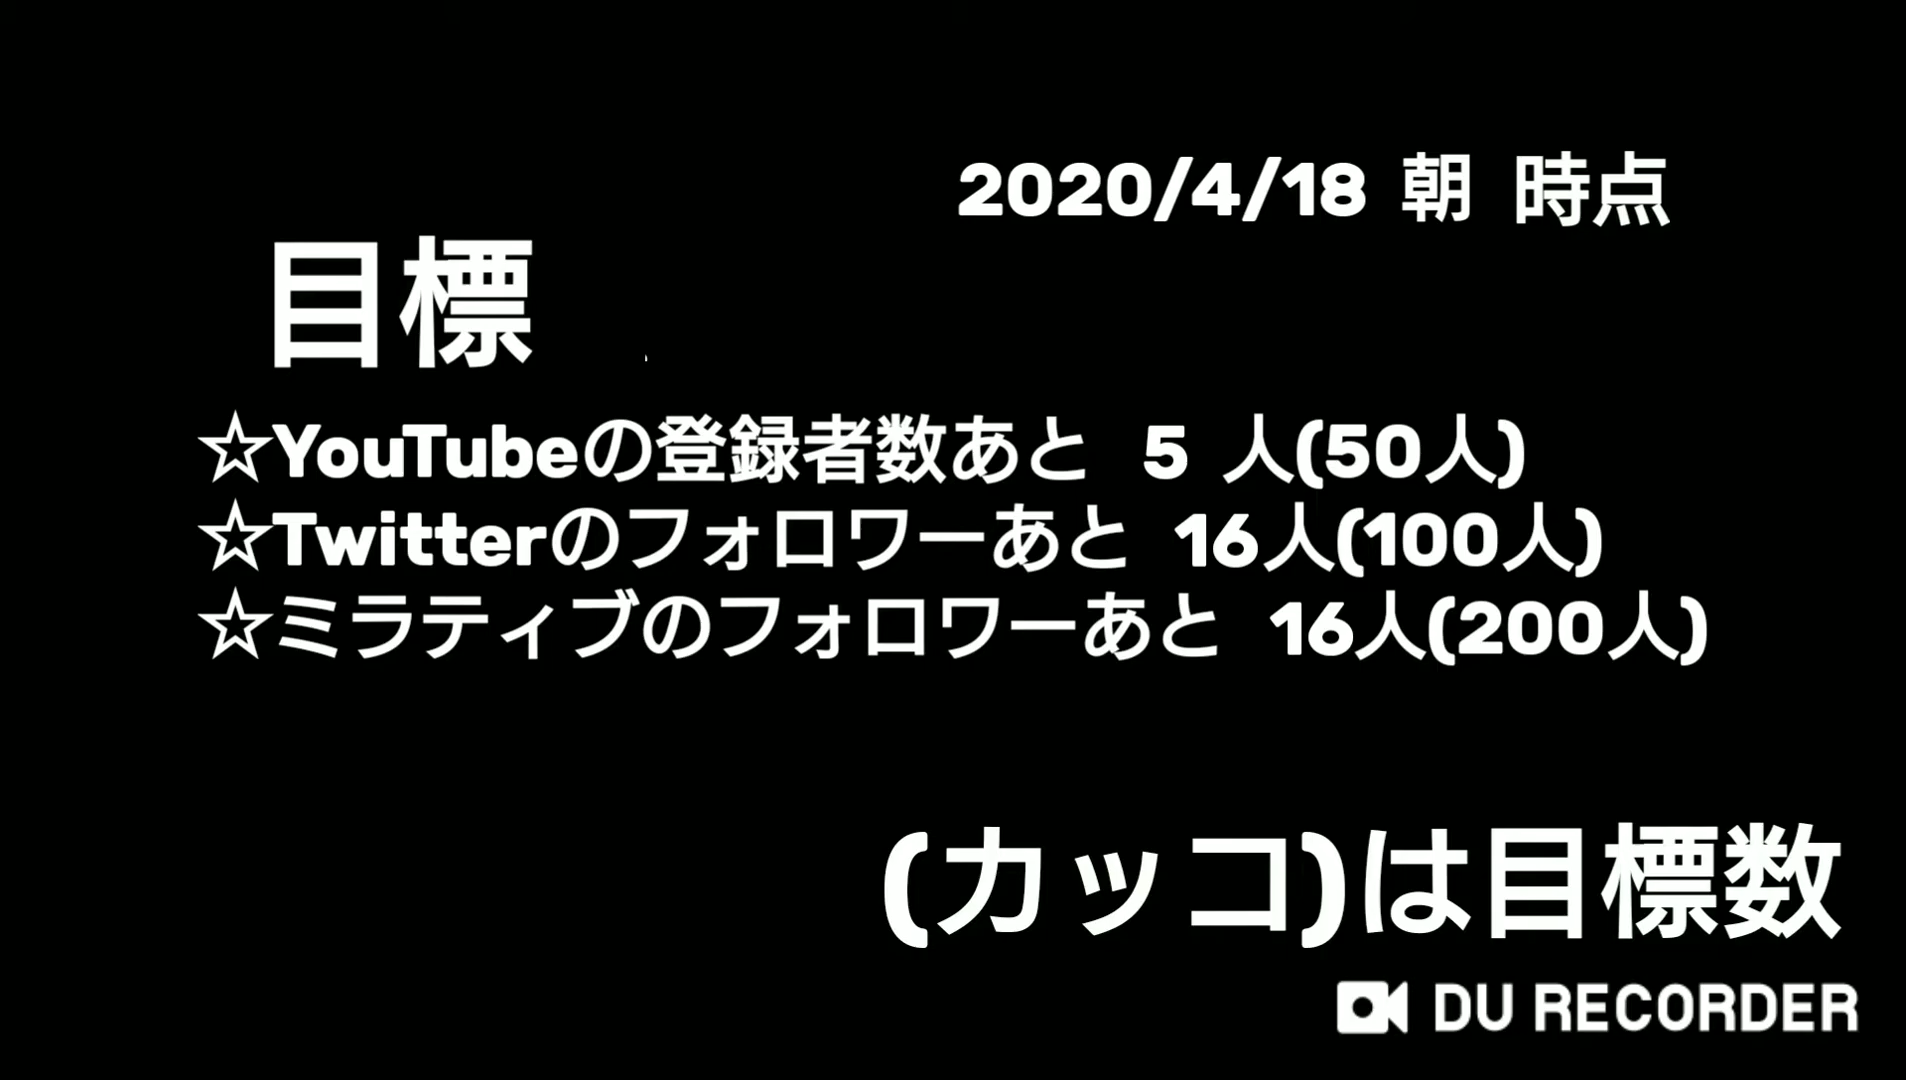 2020/4/18 朝 時点
目標
☆YouTubeの登録者数あと 5 人(50人)
☆Twitterのフォロワーあと 16人(100人)
☆ミラティブのフォロワーあと 16人(200人)
(カッコ)は目標数
DU RECORDER